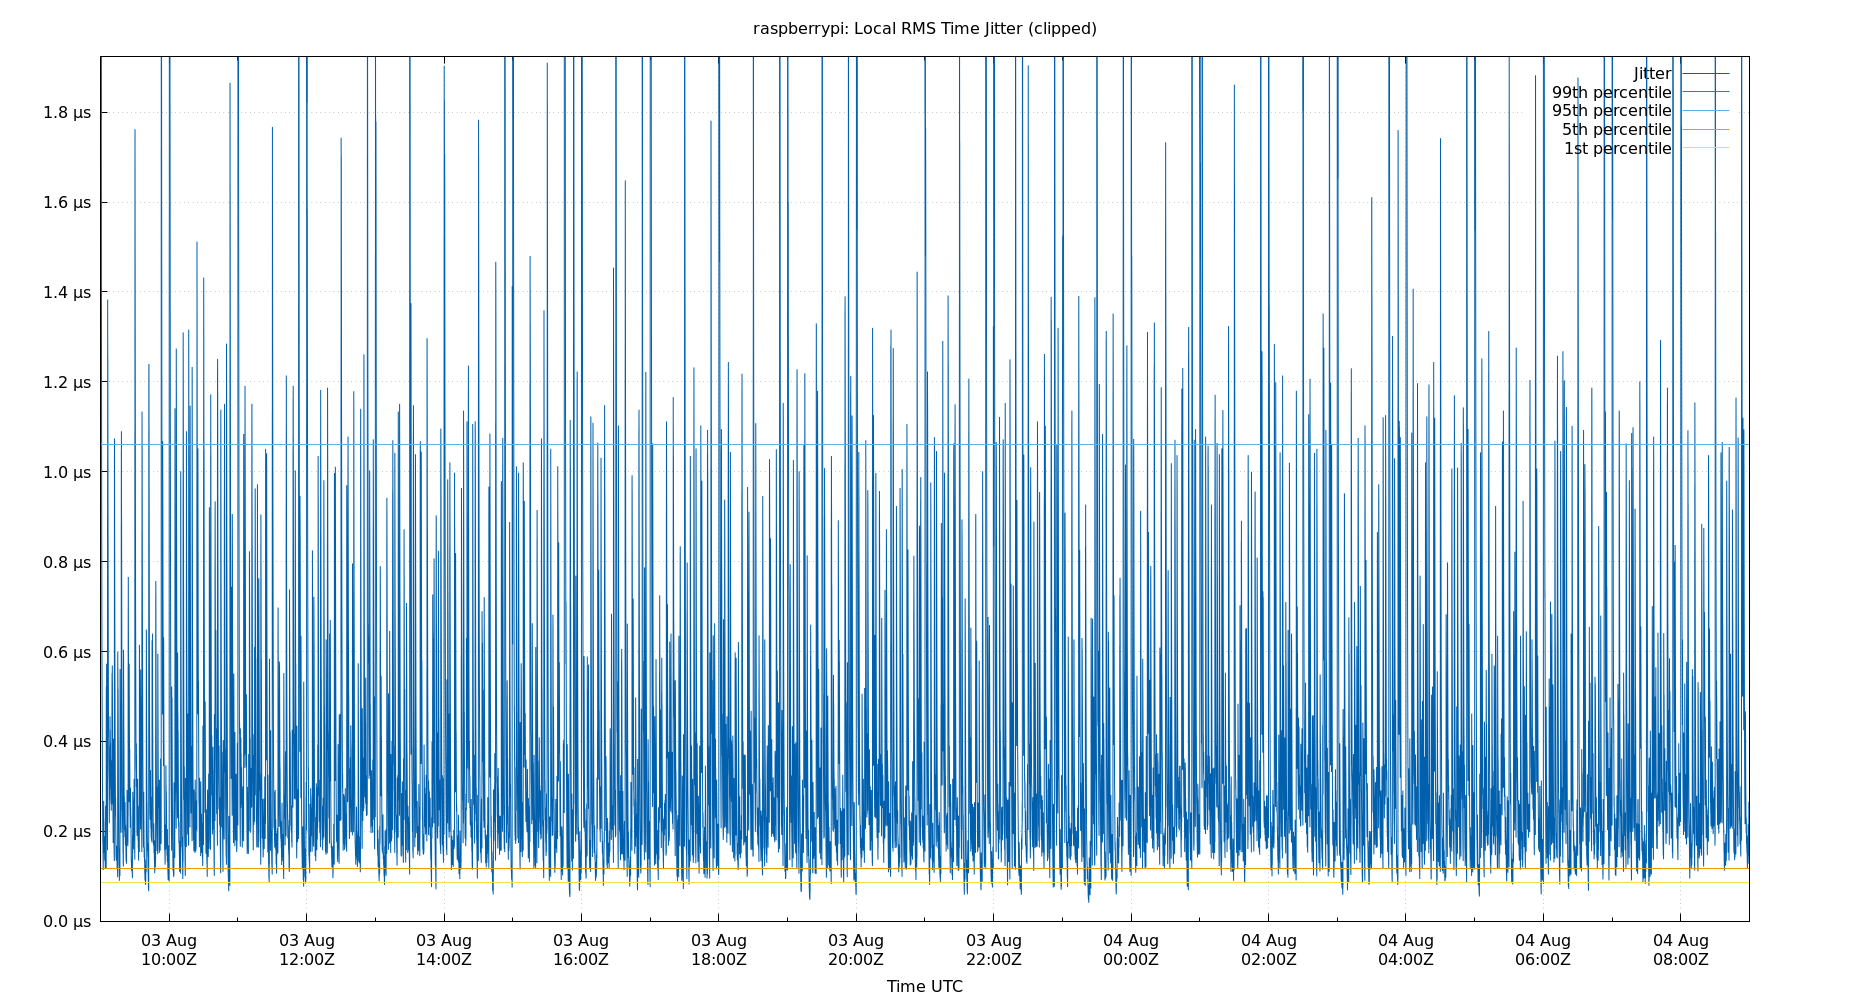 raspberrypi: Local RMS Time Jitter (clipped)
Jitter
99th percentile
95th percentile
5th percentile
1st percentile
1.8 µs
1.6 µs
1.4 µs
1.2 µs
1.0 µs
0.8 µs
0.6 µs
0.4 µs
0.2 µs
0.0 µs
03 Aug 03 Aug 03 Aug 03 Aug 03 Aug 03 Aug 03 Aug 04 Aug 04 Aug 04 Aug 04 Aug 04 Aug
10:00Z 12:00Z 14:00Z 16:00Z 18:00Z 20:00Z 22:00Z 00:00Z 02:00Z 04:00Z 06:00Z 08:00Z
Time UTC